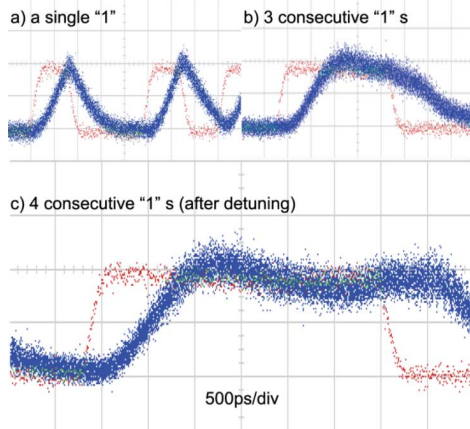 a) a single “1”
b) 3 consecutive “1” s
c) 4 consecutive “1” s (after detuning)
500ps/div